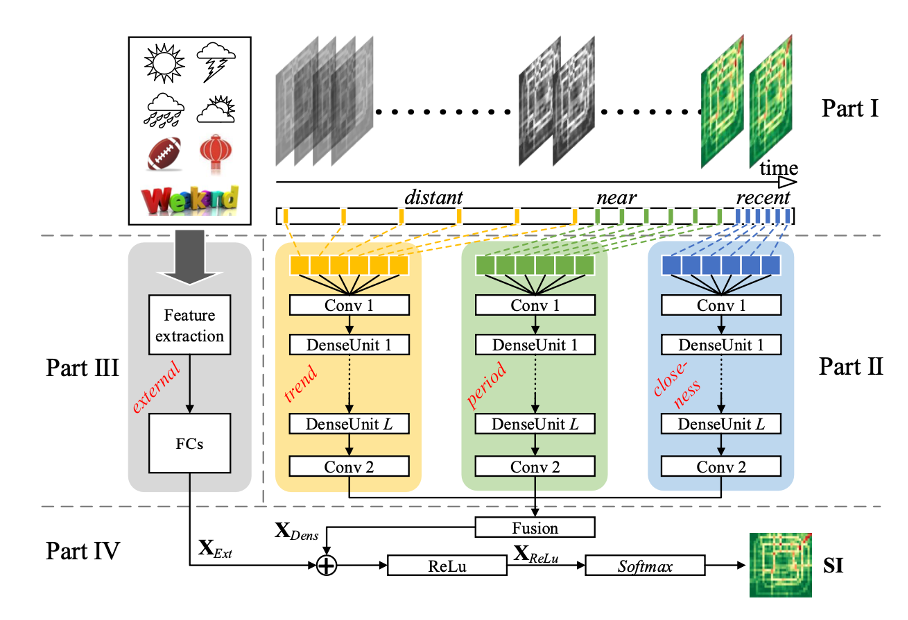 Part I
time
distant
near
recent
Weekend
Part III
Feature
extraction
external
FCs
Conv 1
DenseUnit 1
trend
DenseUnit L
Conv 2
Conv 1
DenseUnit 1
period
DenseUnit L
Conv 2
Conv 1
DenseUnit 1
close-
ness
DenseUnit L
Conv 2
Part II
Part IV
X_Ext
X_Dens
Fusion
ReLu
X_ReLu
Softmax
SI